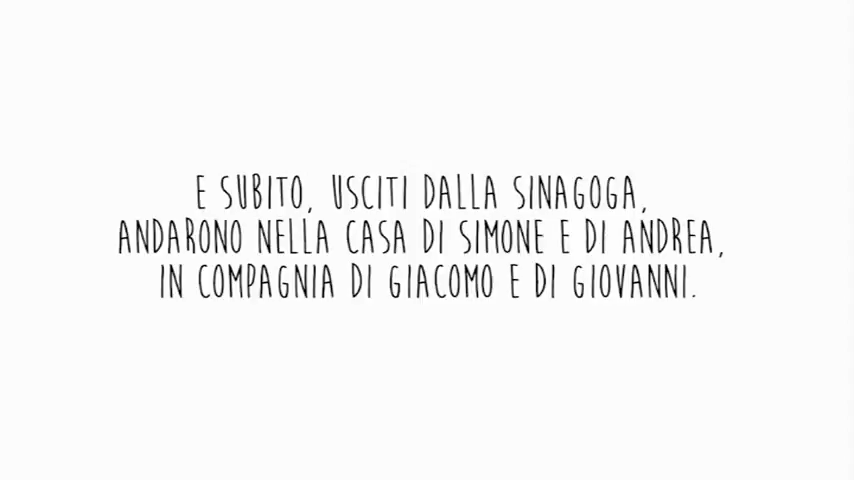 E SUBITO, USCITI DALLA SINAGOGA,
ANDARONO NELLA CASA DI SIMONE E DI ANDREA,
IN COMPAGNIA DI GIACOMO E DI GIOVANNI.